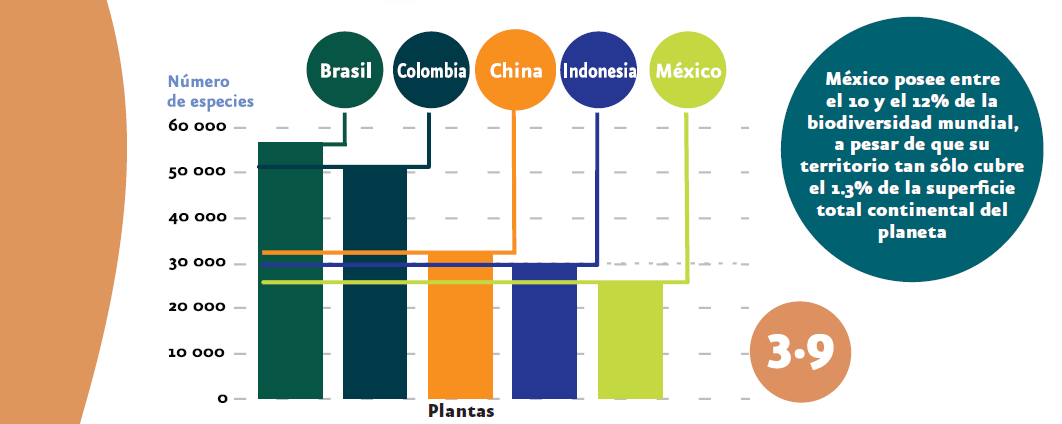 Brasil
Colombia
China
Indonesia
México
Número
de especies
60 000
50 000
40 000
30 000
20 000
10 000
0
Plantas
México posee entre
el 10 y el 12% de la
biodiversidad mundial,
a pesar de que su
territorio tan sólo cubre
el 1.3% de la superficie
total continental del
planeta
3.9